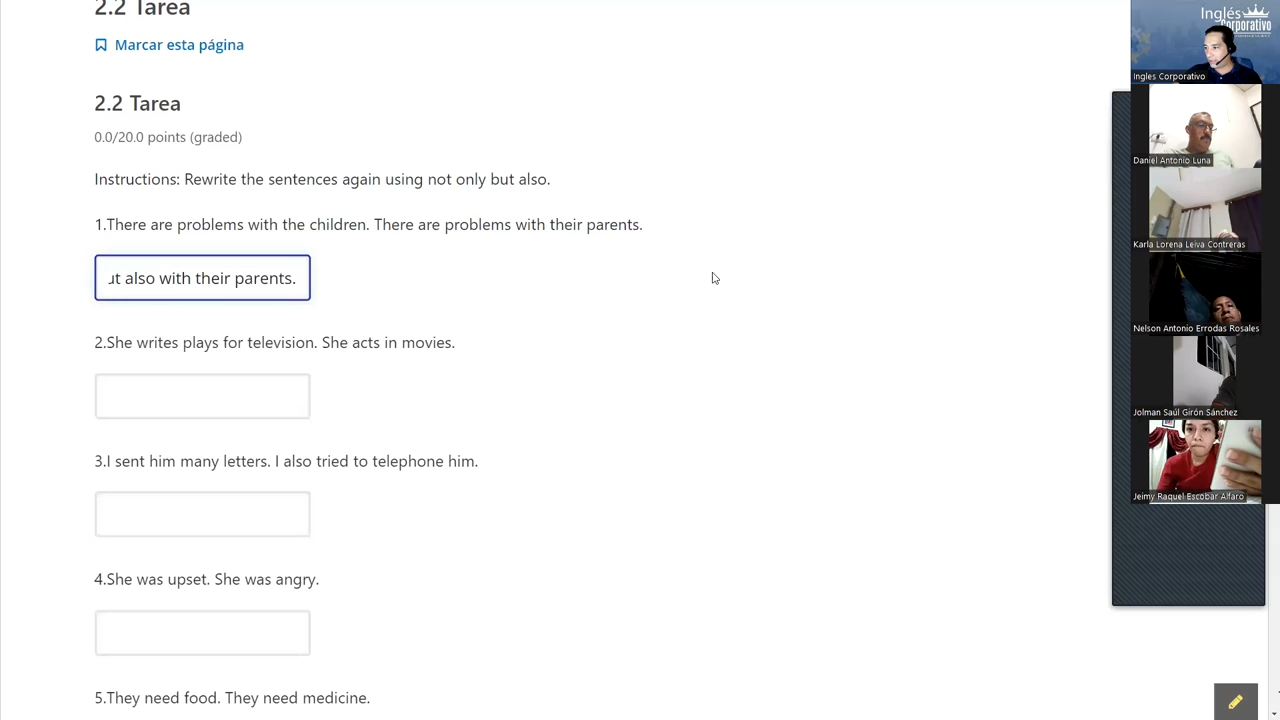 2.2 Tarea
Marcar esta página
2.2 Tarea
0.0/20.0 points (graded)
Instructions: Rewrite the sentences again using not only but also.
1.There are problems with the children. There are problems with their parents.
ut also with their parents.
2.She writes plays for television. She acts in movies.
3.I sent him many letters. I also tried to telephone him.
4.She was upset. She was angry.
5.They need food. They need medicine.
Inglés
Corporativo
Ingles Corporativo
Daniel Antonio Luna
Karla Lorena Leiva Contreras
Nelson Antonio Errodas Rosales
Jolman Saúl Girón Sánchez
Jeimy Raquel Escobar Alfaro